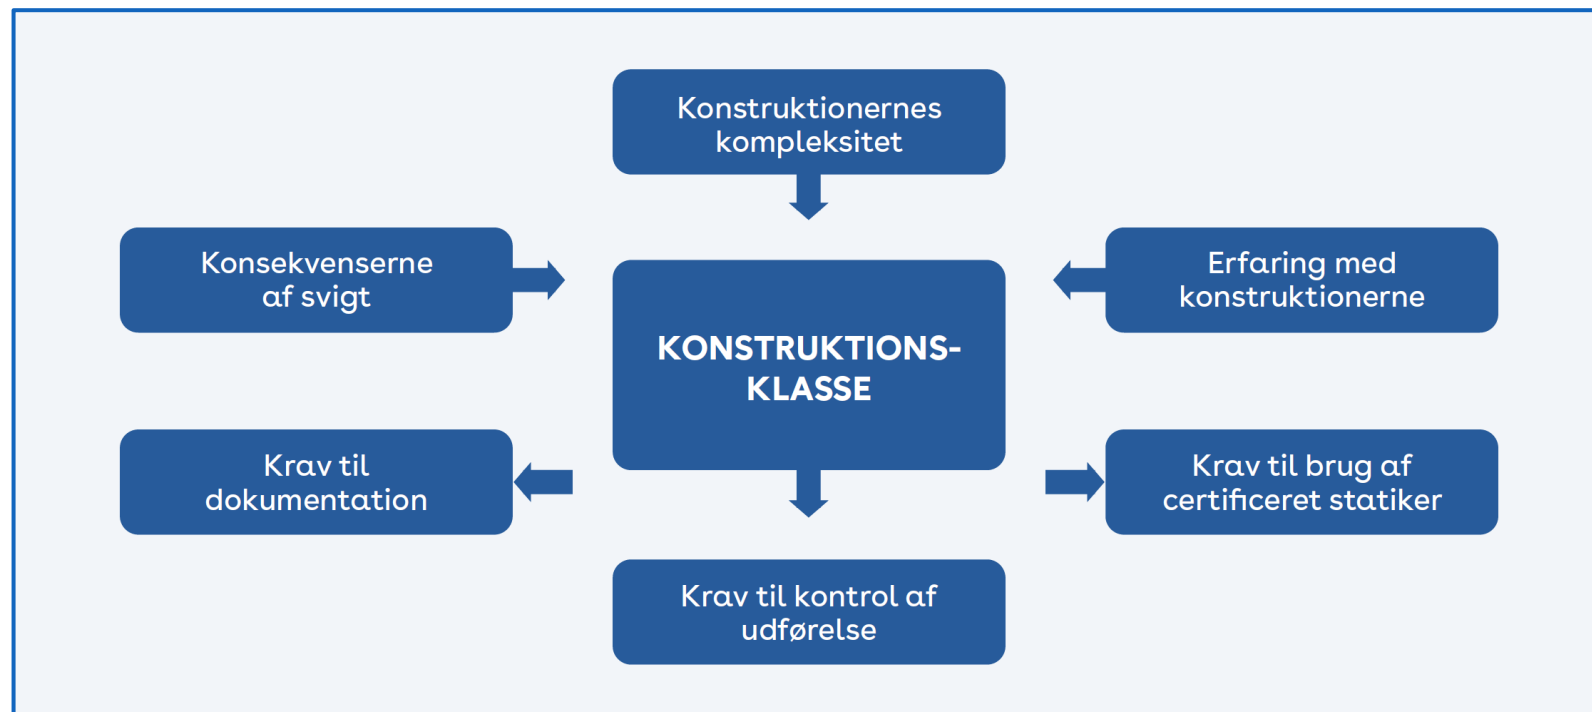 Konstruktionernes
kompleksitet
Konsekvenserne
af svigt
Erfaring med
konstruktionerne
KONSTRUKTIONS-
KLASSE
Krav til
dokumentation
Krav til brug af
certificeret statiker
Krav til kontrol af
udførelse